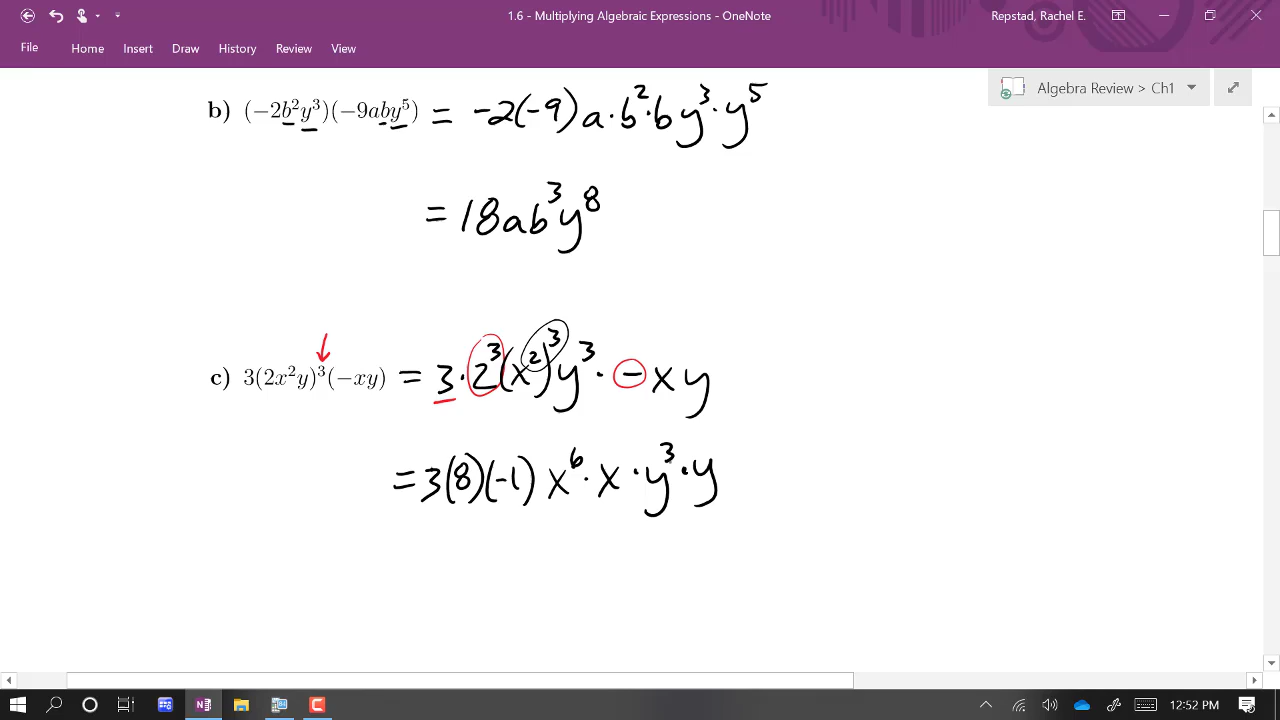 1.6 - Multiplying Algebraic Expressions - OneNote
Repstad, Rachel E.
File Home Insert Draw History Review View
Algebra Review > Ch1
b) (−2b²y³)(−9aby⁵) = -2(-9) a · b² · b y³ · y⁵
= 18ab³y⁸
c) 3(2x²y)³(−xy) = 3 · 2³(x²)³y³ · - x y
= 3(8)(-1) x⁶ · x · y³ · y
12:52 PM